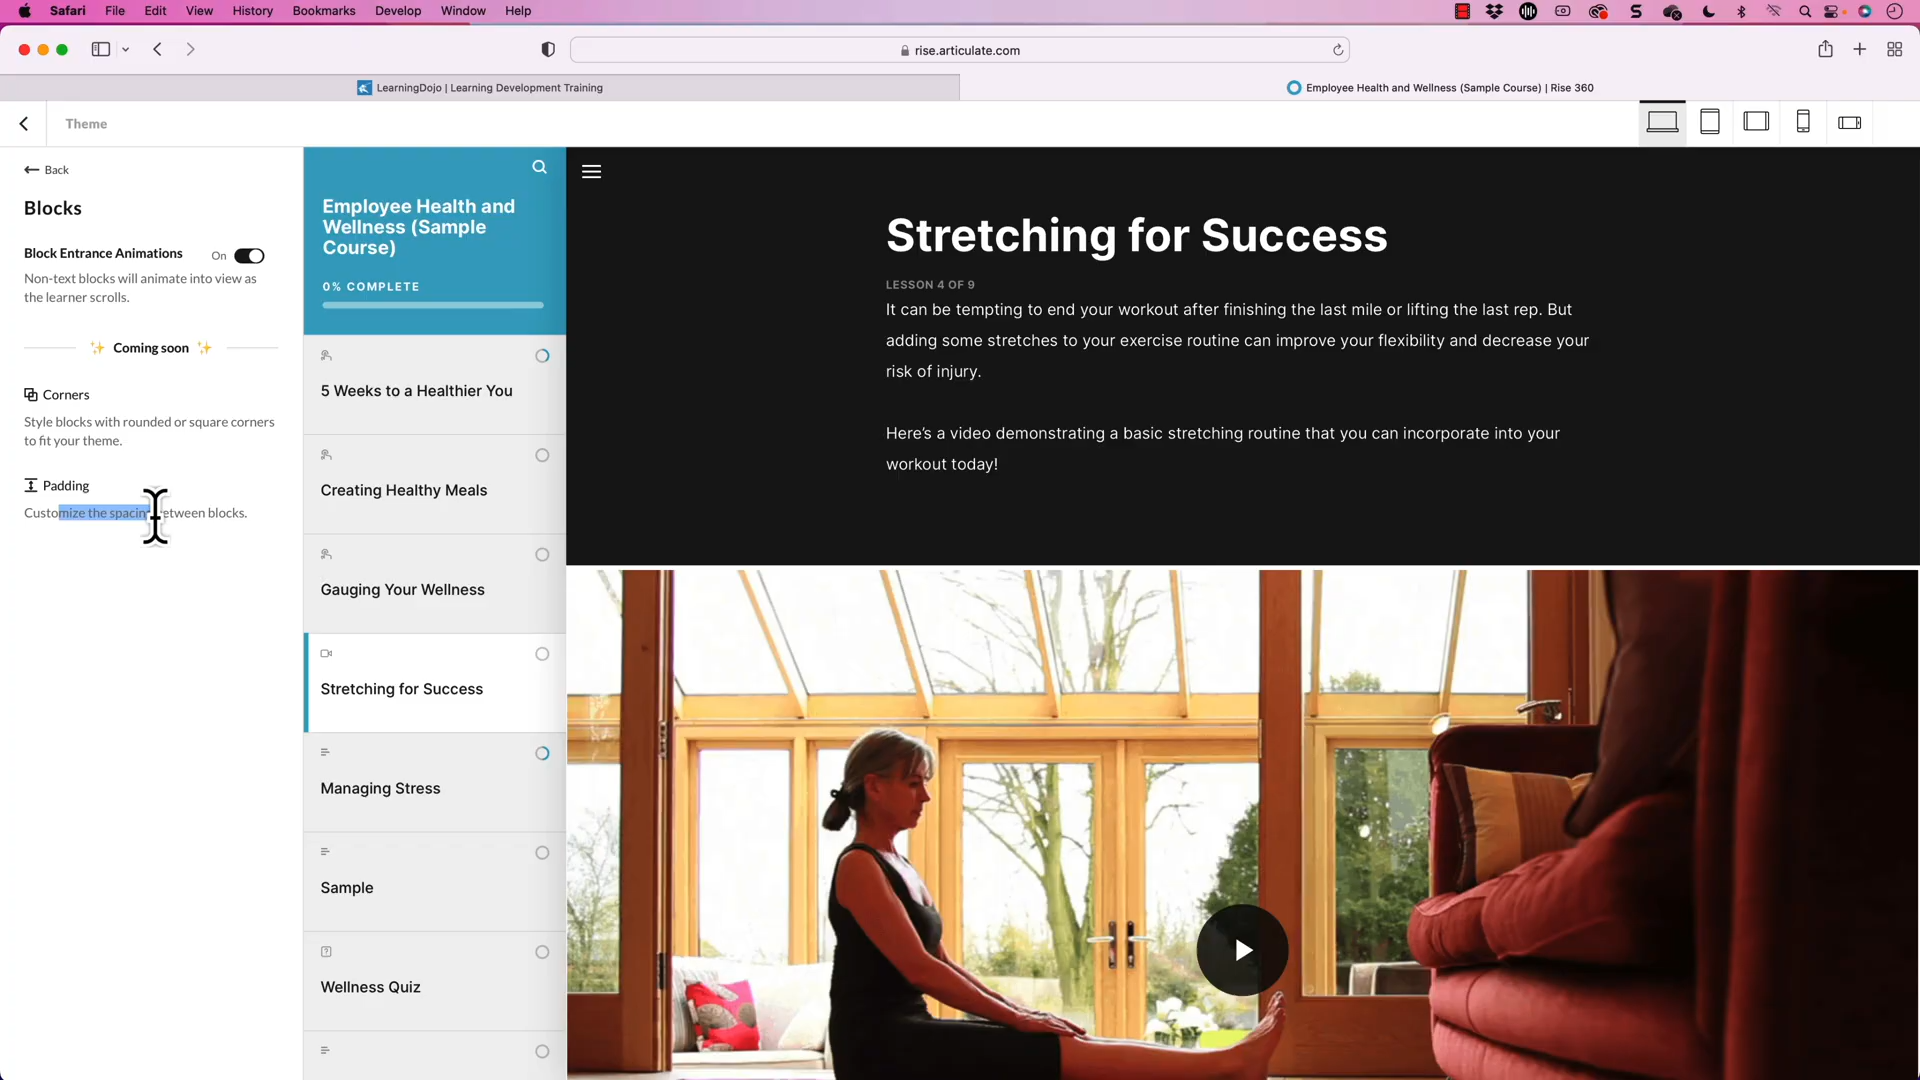 Safari File Edit View History Bookmarks Develop Window Help
rise.articulate.com
LearningDojo | Learning Development Training
Employee Health and Wellness (Sample Course) | Rise 360
Theme
Back
Blocks
Block Entrance Animations On
Non-text blocks will animate into view as
the learner scrolls.
✨ Coming soon ✨
Corners
Style blocks with rounded or square corners
to fit your theme.
Padding
Customize the spacing between blocks.
Employee Health and
Wellness (Sample
Course)
0% COMPLETE
5 Weeks to a Healthier You
Creating Healthy Meals
Gauging Your Wellness
Stretching for Success
Managing Stress
Sample
Wellness Quiz
Stretching for Success
LESSON 4 OF 9
It can be tempting to end your workout after finishing the last mile or lifting the last rep. But
adding some stretches to your exercise routine can improve your flexibility and decrease your
risk of injury.
Here's a video demonstrating a basic stretching routine that you can incorporate into your
workout today!